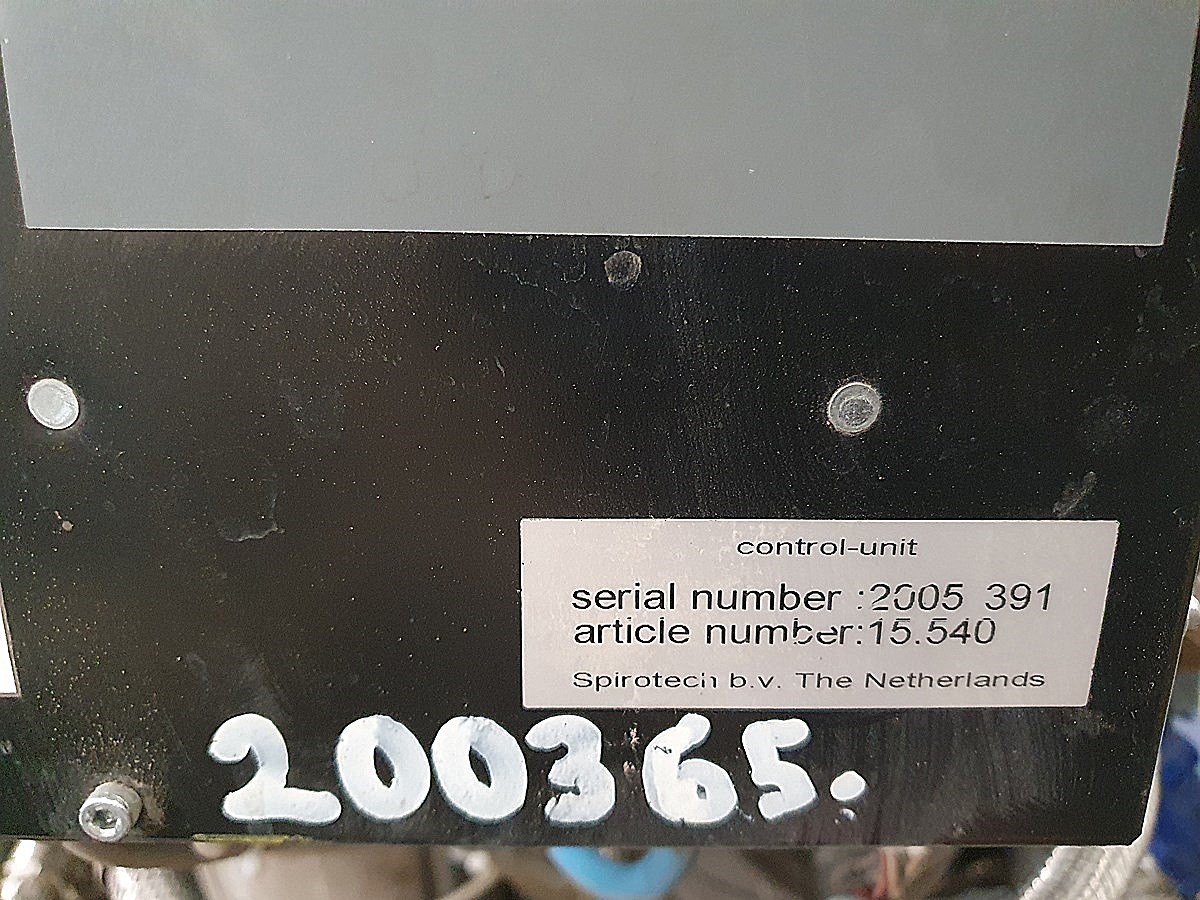 control-unit
serial number :2005 391
article number:15.540
Spirotech b.v. The Netherlands
200365.